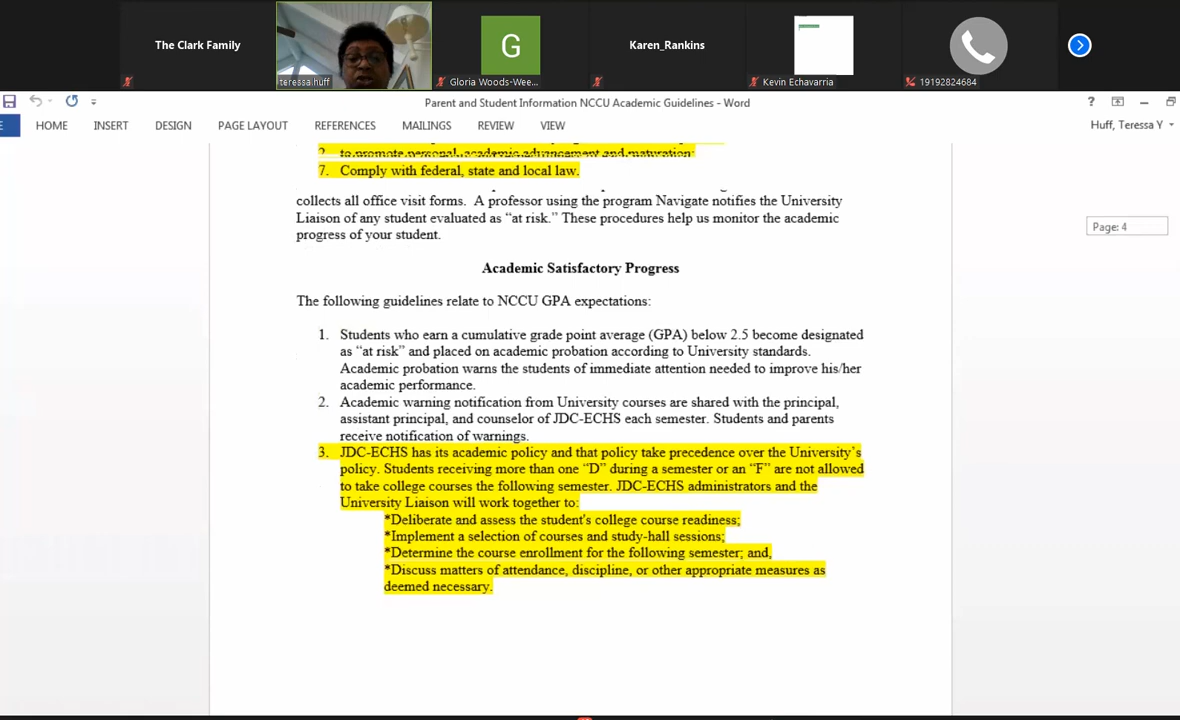 The Clark Family
teressa.huff
G
Gloria Woods-Wee...
Karen_Rankins
Kevin Echavarria
19192824684
Parent and Student Information NCCU Academic Guidelines - Word
?
E HOME INSERT DESIGN PAGE LAYOUT REFERENCES MAILINGS REVIEW VIEW
Huff, Teressa Y
2. to promote personal, academic advancement and maturation;
7. Comply with federal, state and local law.
collects all office visit forms. A professor using the program Navigate notifies the University
Liaison of any student evaluated as “at risk.” These procedures help us monitor the academic
progress of your student.
Page: 4
Academic Satisfactory Progress
The following guidelines relate to NCCU GPA expectations:
1. Students who earn a cumulative grade point average (GPA) below 2.5 become designated
as “at risk” and placed on academic probation according to University standards.
Academic probation warns the students of immediate attention needed to improve his/her
academic performance.
2. Academic warning notification from University courses are shared with the principal,
assistant principal, and counselor of JDC-ECHS each semester. Students and parents
receive notification of warnings.
3. JDC-ECHS has its academic policy and that policy take precedence over the University’s
policy. Students receiving more than one “D” during a semester or an “F” are not allowed
to take college courses the following semester. JDC-ECHS administrators and the
University Liaison will work together to:
*Deliberate and assess the student's college course readiness;
*Implement a selection of courses and study-hall sessions;
*Determine the course enrollment for the following semester; and,
*Discuss matters of attendance, discipline, or other appropriate measures as
deemed necessary.